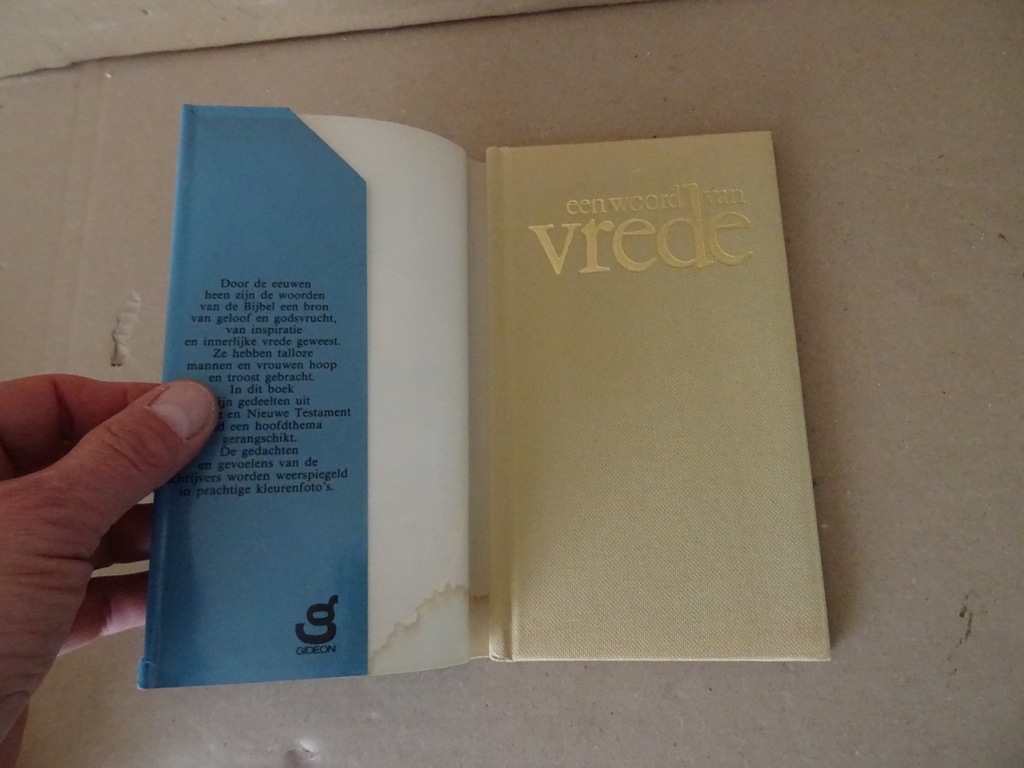 Door de eeuwen
heen zijn de woorden
van de Bijbel een bron
van geloof en godsvrucht,
van inspiratie
en innerlijke vrede geweest.
Ze hebben talloze
mannen en vrouwen hoop
en troost gebracht.
In dit boek
gedeelten uit
en Nieuwe Testament
een hoofdthema
gerangschikt.
De gedachten
en gevoelens van de
worden weerspiegeld
in prachtige kleurenfoto's.
GIDEON
een woord van
vrede